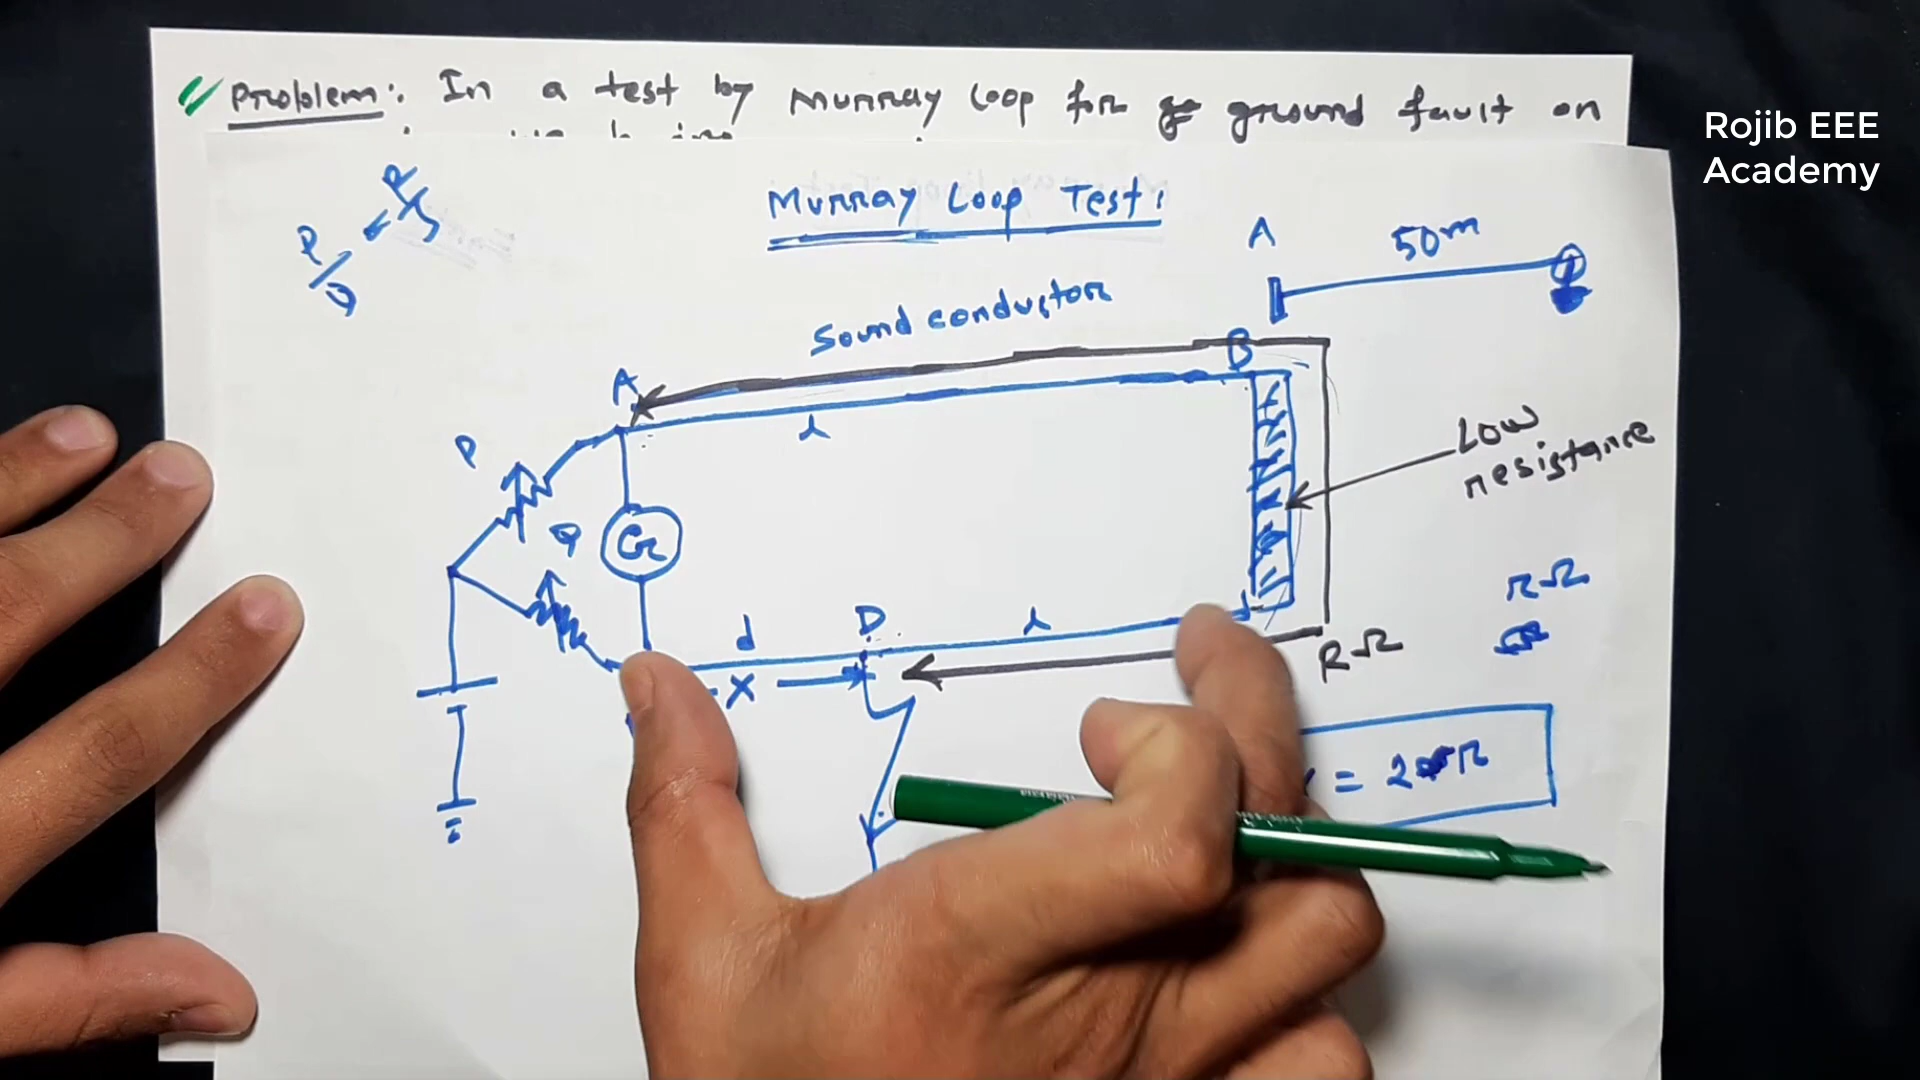 Problem: In a test by Murray Loop for ground fault on
Rojib EEE
Academy
Murray Loop Test:
P/Q
R/X
A
50m
Sound conductor
A
B
l
P
Q
G
Low
resistance
d
D
l
X
RΩ
RΩ
= 2Ω